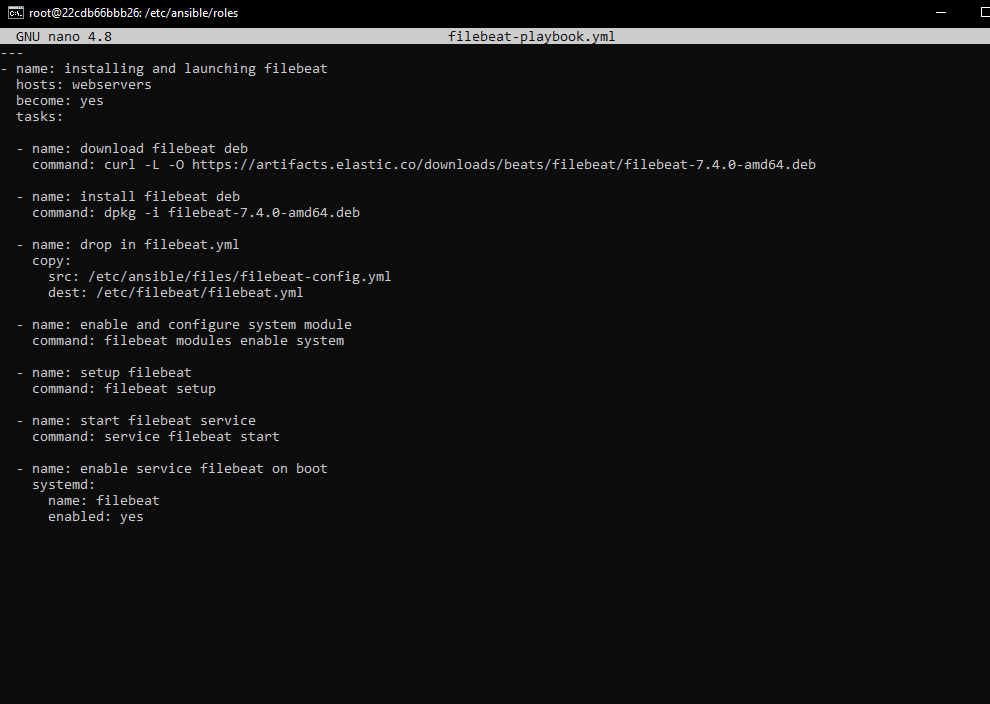 root@22cdb66bbb26: /etc/ansible/roles
GNU nano 4.8 filebeat-playbook.yml
---
- name: installing and launching filebeat
  hosts: webservers
  become: yes
  tasks:

  - name: download filebeat deb
    command: curl -L -O https://artifacts.elastic.co/downloads/beats/filebeat/filebeat-7.4.0-amd64.deb

  - name: install filebeat deb
    command: dpkg -i filebeat-7.4.0-amd64.deb

  - name: drop in filebeat.yml
    copy:
      src: /etc/ansible/files/filebeat-config.yml
      dest: /etc/filebeat/filebeat.yml

  - name: enable and configure system module
    command: filebeat modules enable system

  - name: setup filebeat
    command: filebeat setup

  - name: start filebeat service
    command: service filebeat start

  - name: enable service filebeat on boot
    systemd:
      name: filebeat
      enabled: yes